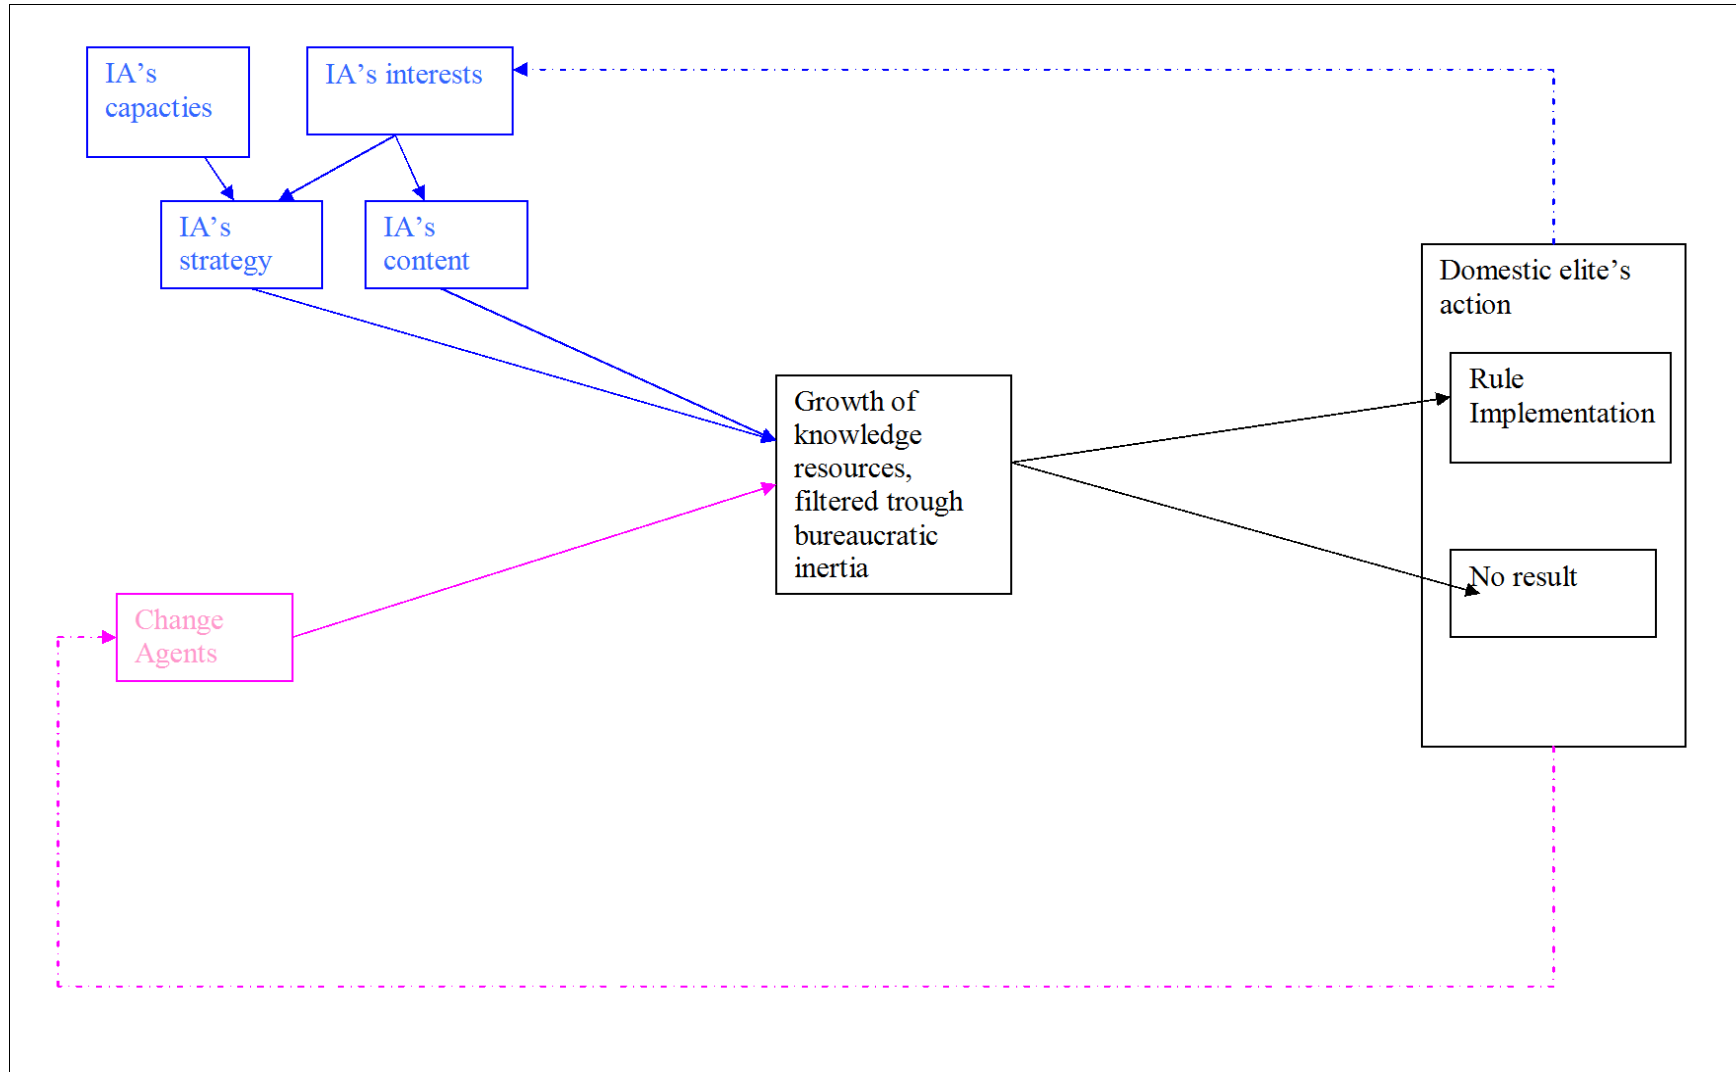 IA’s
capacties
IA’s interests
IA’s
strategy
IA’s
content
Domestic elite’s
action
Rule
Implementation
Growth of
knowledge
resources,
filtered trough
bureaucratic
inertia
No result
Change
Agents